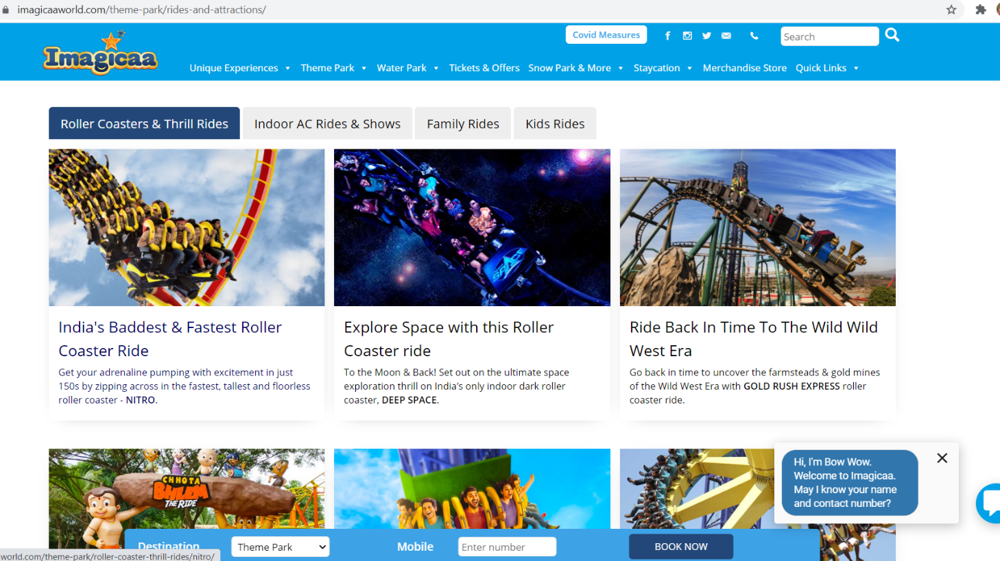 imagicaaworld.com/theme-park/rides-and-attractions/
Covid Measures
Search
Imagicaa
Unique Experiences Theme Park Water Park Tickets & Offers Snow Park & More Staycation Merchandise Store Quick Links
Roller Coasters & Thrill Rides
Indoor AC Rides & Shows
Family Rides
Kids Rides
SPACE
India's Baddest & Fastest Roller
Coaster Ride
Get your adrenaline pumping with excitement in just
150s by zipping across in the fastest, tallest and floorless
roller coaster - NITRO.
Explore Space with this Roller
Coaster ride
To the Moon & Back! Set out on the ultimate space
exploration thrill on India's only indoor dark roller
coaster, DEEP SPACE.
Ride Back In Time To The Wild Wild
West Era
Go back in time to uncover the farmsteads & gold mines
of the Wild West Era with GOLD RUSH EXPRESS roller
coaster ride.
CHHOTA
BHEEM
THE RIDE
Hi, I'm Bow Wow.
Welcome to Imagicaa.
May I know your name
and contact number?
Destination
Theme Park
Mobile
Enter number
BOOK NOW
world.com/theme-park/roller-coaster-thrill-rides/nitro/